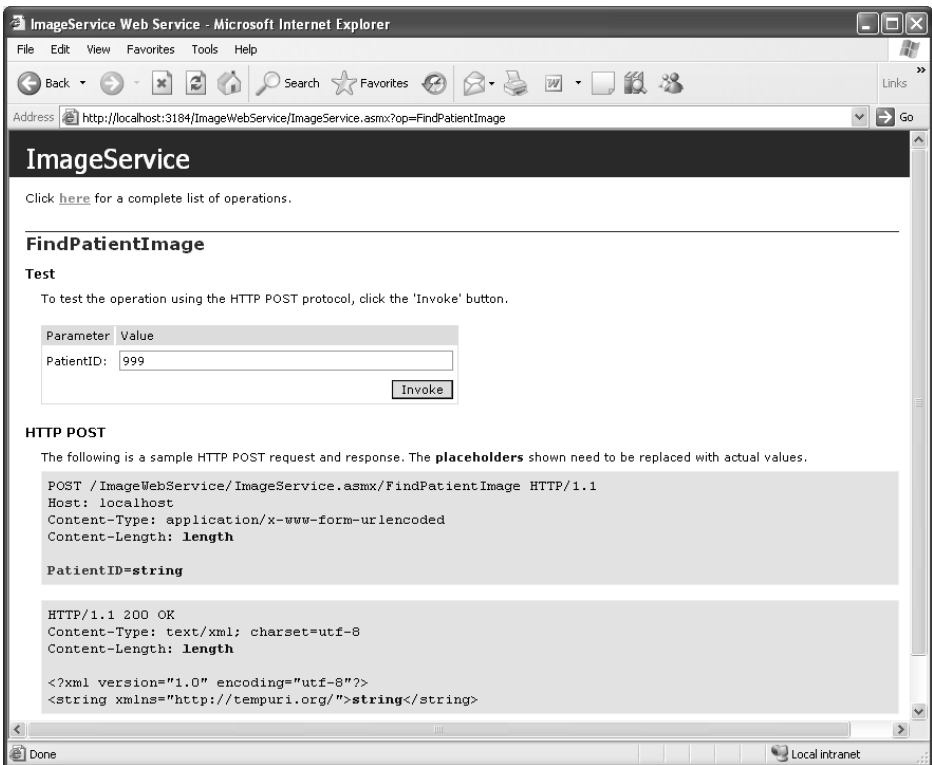 ImageService Web Service - Microsoft Internet Explorer
File Edit View Favorites Tools Help
Back Search Favorites Links
Address http://localhost:3184/ImageWebService/ImageService.asmx?op=FindPatientImage Go
ImageService
Click here for a complete list of operations.
FindPatientImage
Test
To test the operation using the HTTP POST protocol, click the 'Invoke' button.
Parameter Value
PatientID: 999
Invoke
HTTP POST
The following is a sample HTTP POST request and response. The placeholders shown need to be replaced with actual values.
POST /ImageWebService/ImageService.asmx/FindPatientImage HTTP/1.1
Host: localhost
Content-Type: application/x-www-form-urlencoded
Content-Length: length
PatientID=string
HTTP/1.1 200 OK
Content-Type: text/xml; charset=utf-8
Content-Length: length
<?xml version="1.0" encoding="utf-8"?>
<string xmlns="http://tempuri.org/">string</string>
Done Local intranet